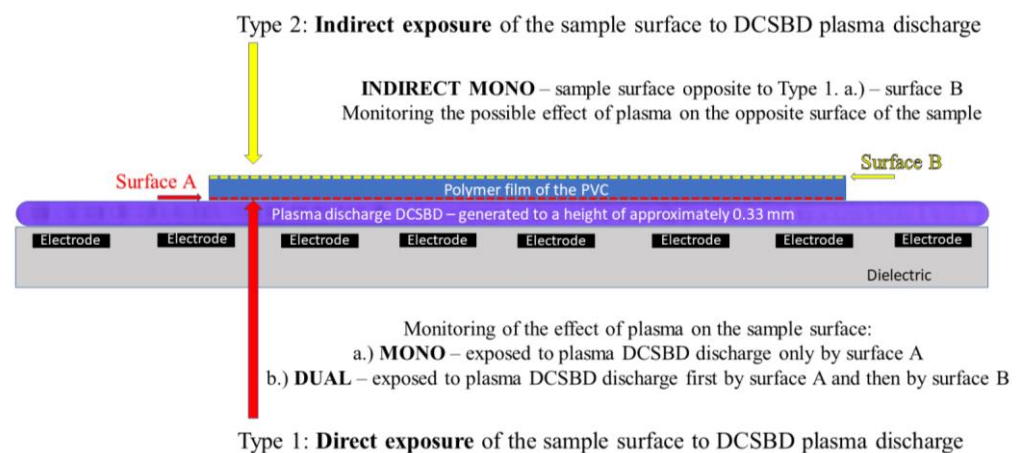 Type 2: Indirect exposure of the sample surface to DCSBD plasma discharge
INDIRECT MONO – sample surface opposite to Type 1. a.) – surface B
Monitoring the possible effect of plasma on the opposite surface of the sample
Surface B
Surface A
Polymer film of the PVC
Plasma discharge DCSBD – generated to a height of approximately 0.33 mm
Electrode Electrode Electrode Electrode Electrode Electrode Electrode Electrode
Dielectric
Monitoring of the effect of plasma on the sample surface:
a.) MONO – exposed to plasma DCSBD discharge only by surface A
b.) DUAL – exposed to plasma DCSBD discharge first by surface A and then by surface B
Type 1: Direct exposure of the sample surface to DCSBD plasma discharge